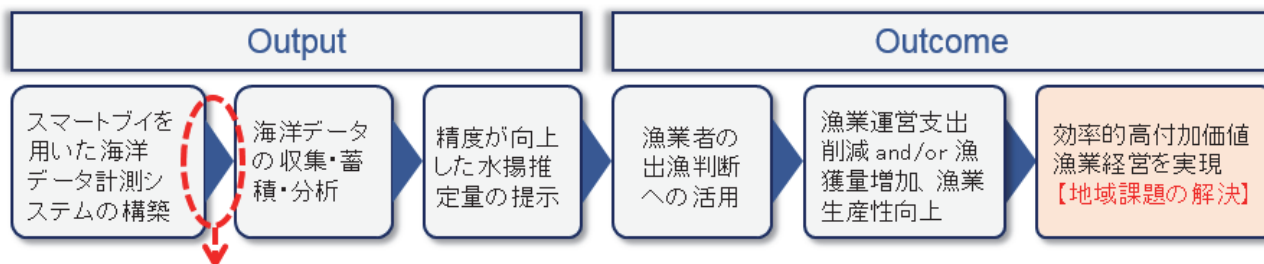 Output
Outcome
スマートブイを
用いた海洋
データ計測シ
ステムの構築
海洋データ
の収集・蓄
積・分析
精度が向上
した水揚推
定量の提示
漁業者の
出漁判断
への活用
漁業運営支出
削減 and/or 漁
獲量増加、漁業
生産性向上
効率的高付加価値
漁業経営を実現
【地域課題の解決】